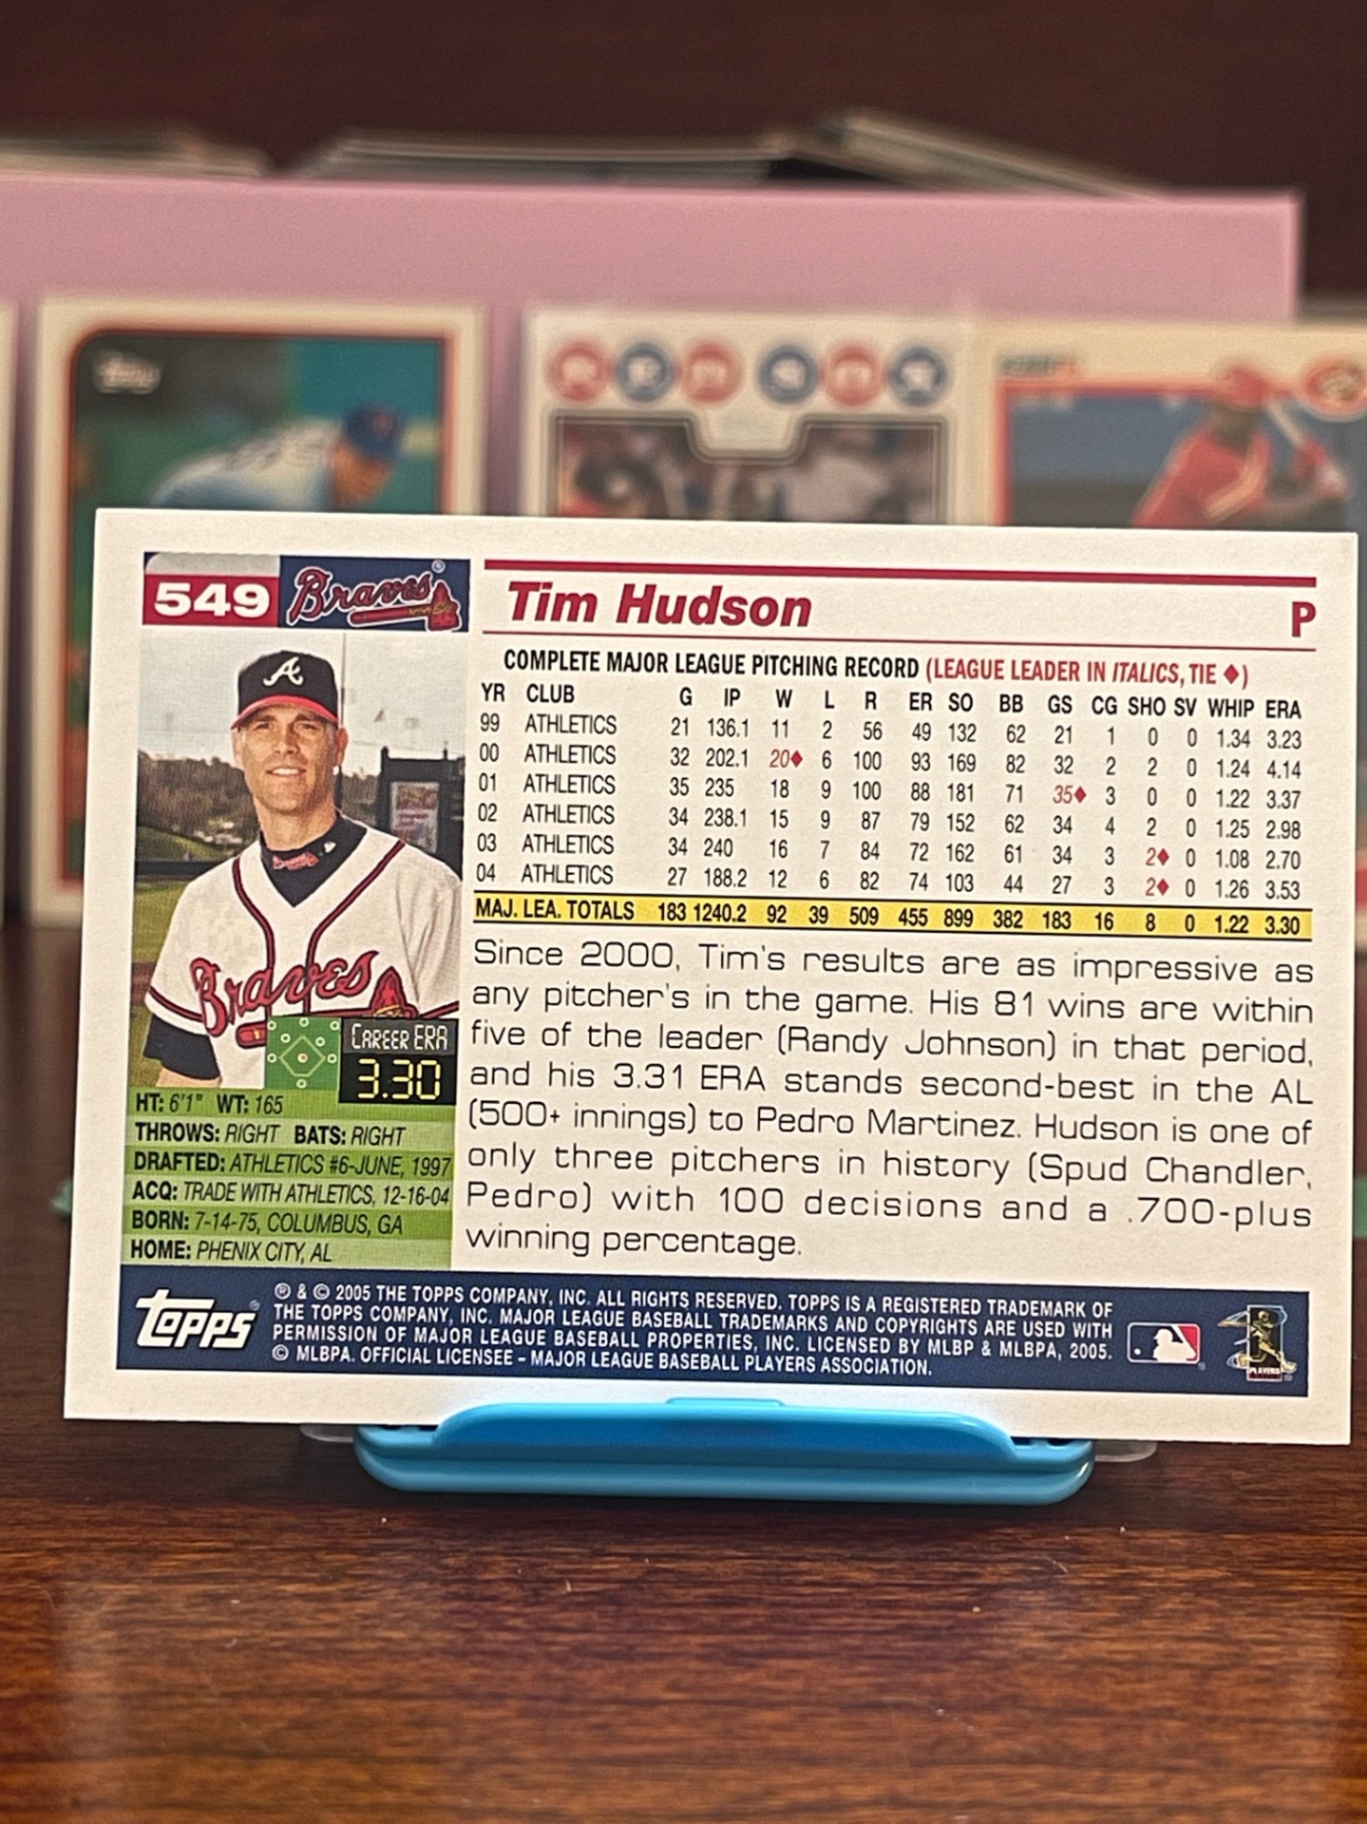 Topps
RED SOX
549 Braves Tim Hudson P
COMPLETE MAJOR LEAGUE PITCHING RECORD (LEAGUE LEADER IN ITALICS, TIE ♦)
YR CLUB G IP W L R ER SO BB GS CG SHO SV WHIP ERA
99 ATHLETICS 21 136.1 11 2 56 49 132 62 21 1 0 0 1.34 3.23
00 ATHLETICS 32 202.1 20♦ 6 100 93 169 82 32 2 2 0 1.24 4.14
01 ATHLETICS 35 235 18 9 100 88 181 71 35♦ 3 0 0 1.22 3.37
02 ATHLETICS 34 238.1 15 9 87 79 152 62 34 4 2 0 1.25 2.98
03 ATHLETICS 34 240 16 7 84 72 162 61 34 3 2♦ 0 1.08 2.70
04 ATHLETICS 27 188.2 12 6 82 74 103 44 27 3 2♦ 0 1.26 3.53
MAJ. LEA. TOTALS 183 1240.2 92 39 509 455 899 382 183 16 8 0 1.22 3.30
Since 2000, Tim's results are as impressive as
any pitcher's in the game. His 81 wins are within
five of the leader (Randy Johnson) in that period,
and his 3.31 ERA stands second-best in the AL
(500+ innings) to Pedro Martinez. Hudson is one of
only three pitchers in history (Spud Chandler,
Pedro) with 100 decisions and a .700-plus
winning percentage.
A
Braves
CAREER ERA
3.30
HT: 6'1" WT: 165
THROWS: RIGHT BATS: RIGHT
DRAFTED: ATHLETICS #6-JUNE, 1997
ACQ: TRADE WITH ATHLETICS, 12-16-04
BORN: 7-14-75, COLUMBUS, GA
HOME: PHENIX CITY, AL
topps
® & © 2005 THE TOPPS COMPANY, INC. ALL RIGHTS RESERVED. TOPPS IS A REGISTERED TRADEMARK OF
THE TOPPS COMPANY, INC. MAJOR LEAGUE BASEBALL TRADEMARKS AND COPYRIGHTS ARE USED WITH
PERMISSION OF MAJOR LEAGUE BASEBALL PROPERTIES, INC. LICENSED BY MLBP & MLBPA, 2005.
© MLBPA. OFFICIAL LICENSEE – MAJOR LEAGUE BASEBALL PLAYERS ASSOCIATION.
PLAYERS